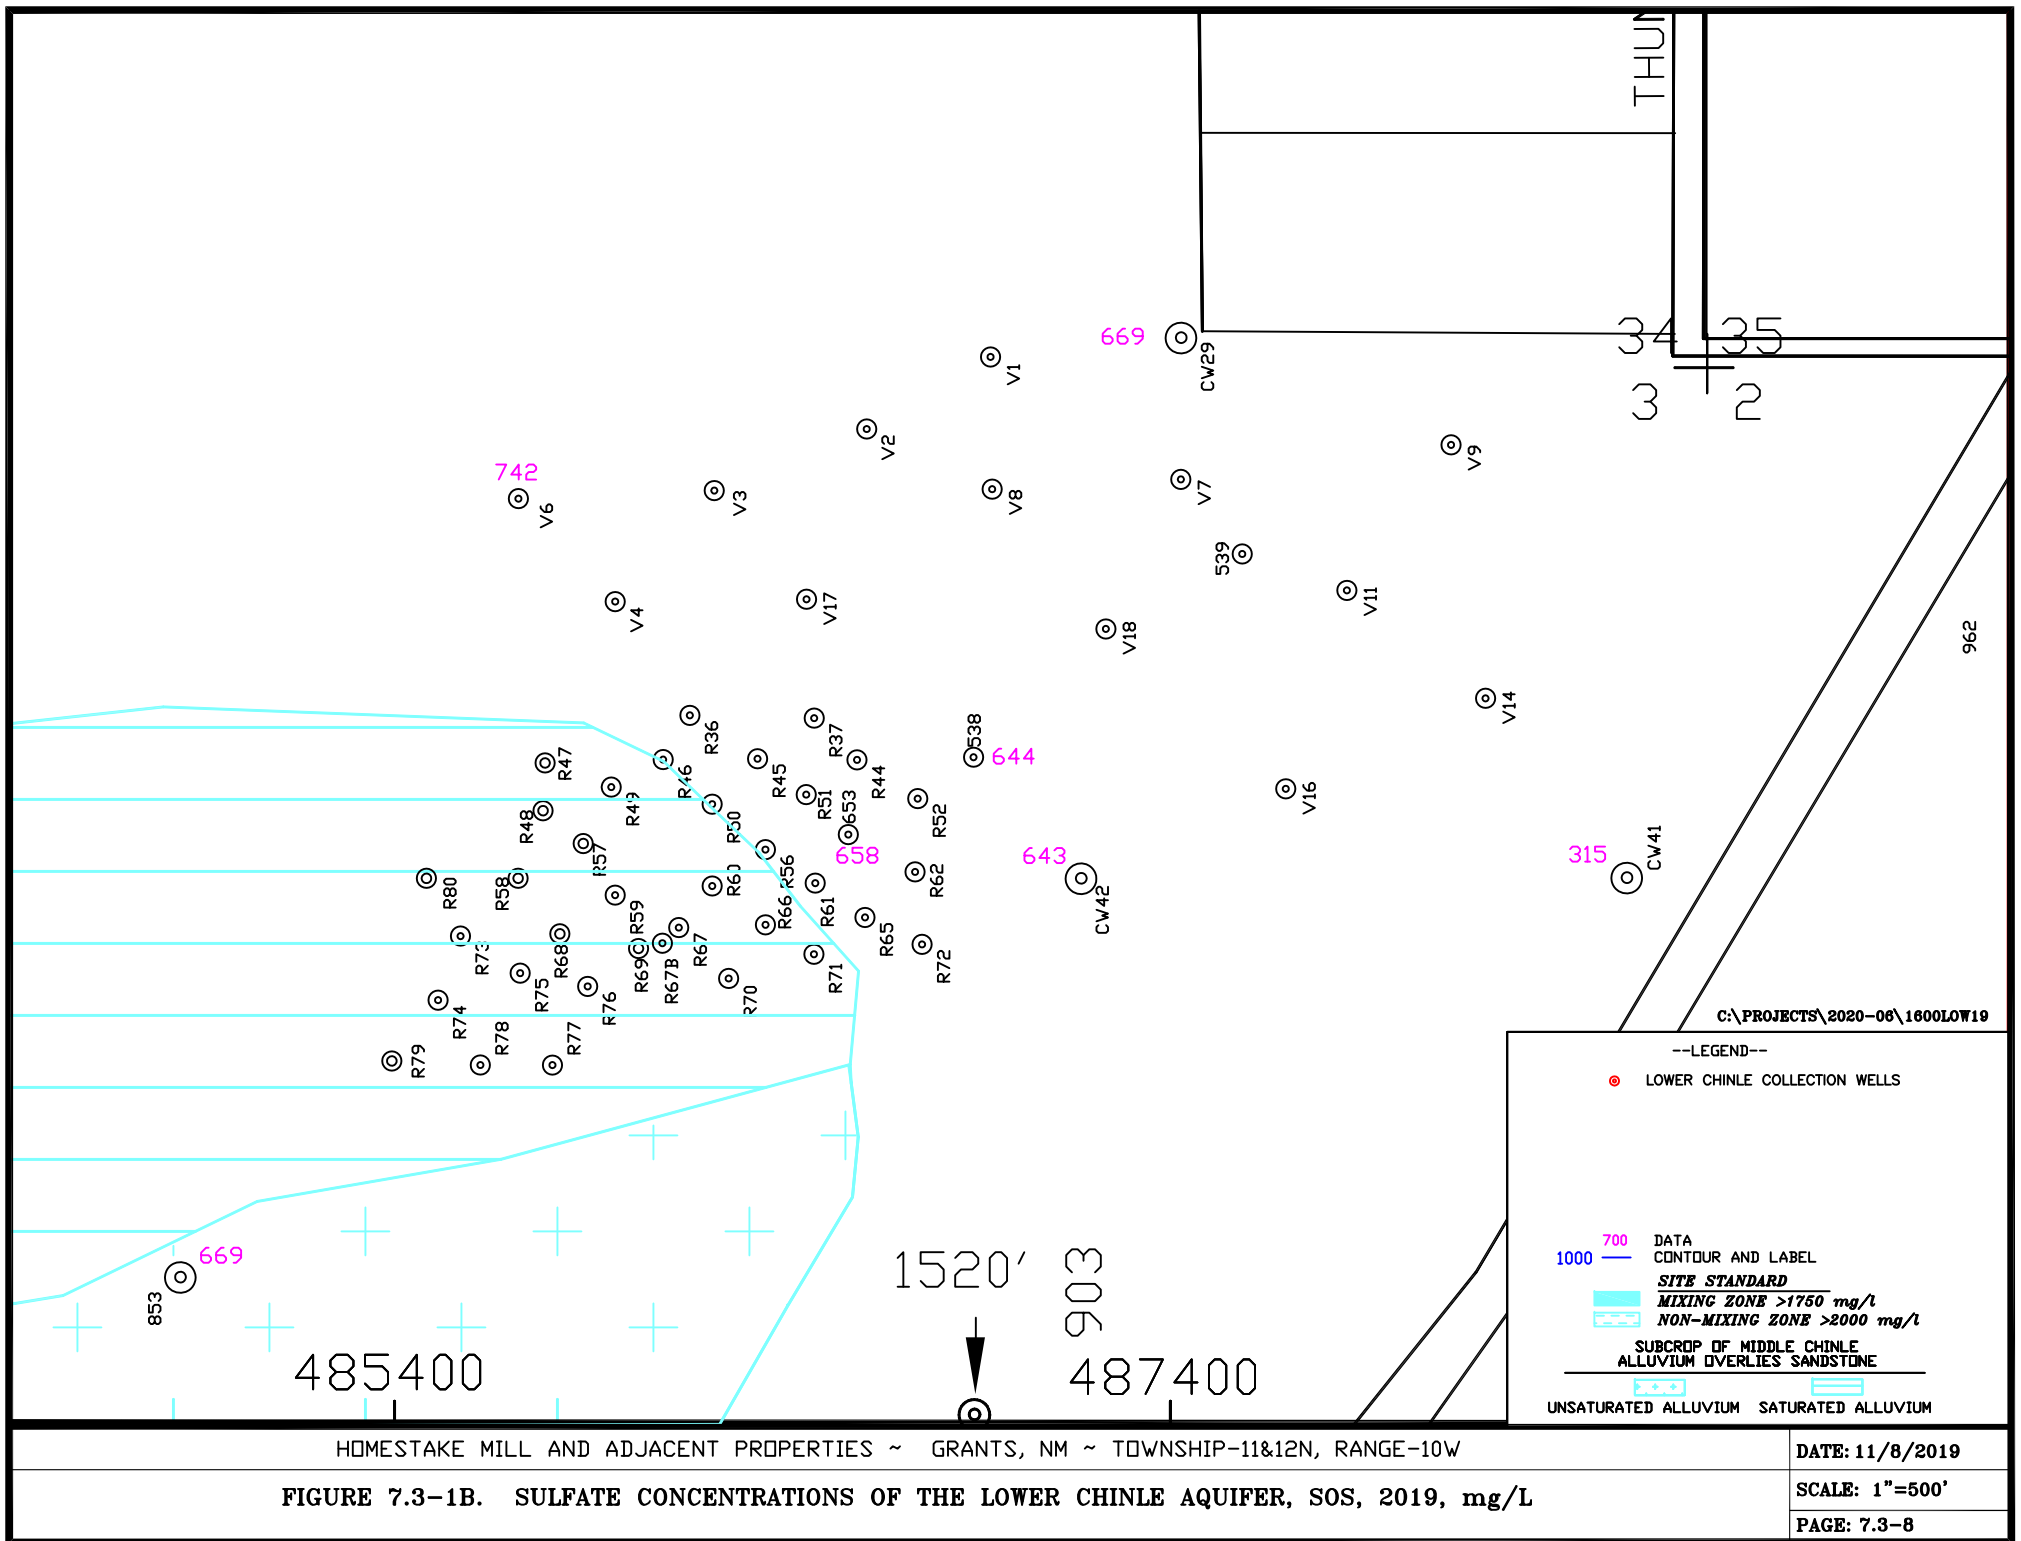 THUN
34 35
3 2
669
CW29
V1
V2
V9
742
V6
V3
V8
V7
539
V11
V4
V17
V18
962
V14
R36
R37
538
644
R47
R46
R45
R44
R49
R51
653
R52
V16
R48
R50
R57
R56
658
643
CW42
315
CW41
R80
R58
R59
R60
R61
R62
R66
R65
R72
R73
R68
R69
R67B
R67
R71
R75
R76
R70
R74
R78
R77
R79
669
853
1520'
903
485400
487400
C:\PROJECTS\2020-06\1600LOW19
--LEGEND--
LOWER CHINLE COLLECTION WELLS
700 DATA
1000 CONTOUR AND LABEL
SITE STANDARD
MIXING ZONE >1750 mg/l
NON-MIXING ZONE >2000 mg/l
SUBCROP OF MIDDLE CHINLE
ALLUVIUM OVERLIES SANDSTONE
UNSATURATED ALLUVIUM SATURATED ALLUVIUM
HOMESTAKE MILL AND ADJACENT PROPERTIES ~ GRANTS, NM ~ TOWNSHIP-11&12N, RANGE-10W
DATE: 11/8/2019
FIGURE 7.3-1B. SULFATE CONCENTRATIONS OF THE LOWER CHINLE AQUIFER, SOS, 2019, mg/L
SCALE: 1"=500'
PAGE: 7.3-8